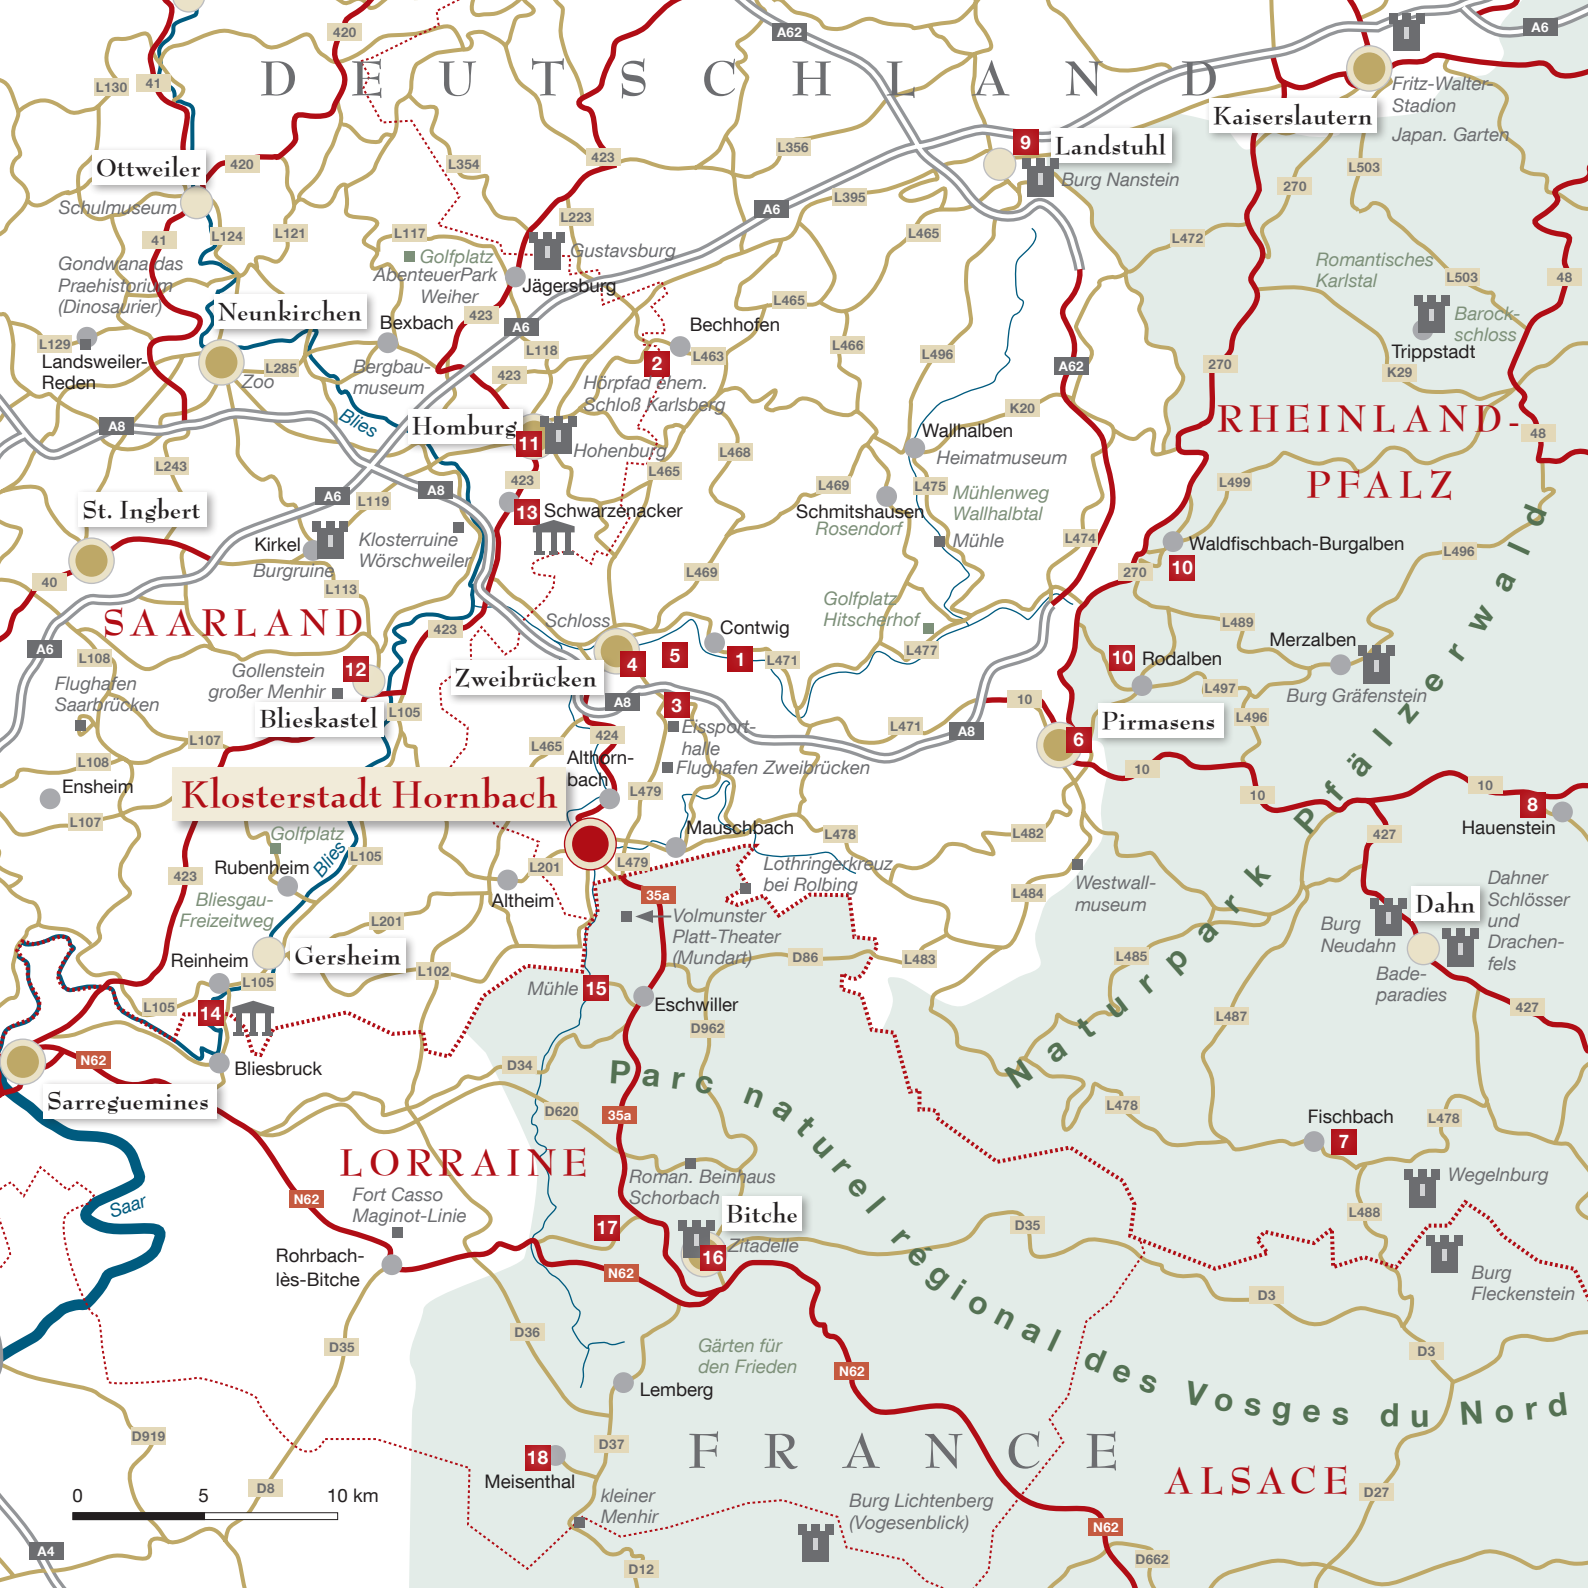 DEUTSCHLAND
420
A62
A6
L130
41
Fritz-Walter-
Stadion
Japan. Garten
Kaiserslautern
Ottweiler
420
L354
423
L356
9
Landstuhl
Burg Nanstein
L503
270
Schulmuseum
A6
L395
L223
41
L124
L121
L117
L465
L472
Golfplatz
Gustavsburg
AbenteuerPark
Weiher
Jägersburg
Gondwana das
Praehistorium
(Dinosaurier)
Romantisches
Karlstal
L503
48
Neunkirchen
Bexbach
423
A6
L465
Bechhofen
Barock-
schloss
Trippstadt
K29
L129
Landsweiler-
Reden
Zoo
L285
Bergbau-
museum
L118
423
2
L463
Hörpfad ehem.
Schloß Karlsberg
L466
L496
A62
270
K20
RHEINLAND-
PFALZ
48
A8
Blies
Homburg
11
Hohenburg
Wallhalben
Heimatmuseum
L243
A6
A8
423
L465
L468
L119
L469
L475
Mühlenweg
Wallhalbtal
L499
St. Ingbert
13
Schwarzenacker
Schmitshausen
Rosendorf
Mühle
L474
Waldfischbach-Burgalben
10
270
L496
Kirkel
Burgruine
Klosterruine
Wörschweiler
L113
L469
40
SAARLAND
423
Schloss
Golfplatz
Hitscherhof
L489
Merzalben
A6
L108
Gollenstein
großer Menhir
12
Contwig
4
5
1
L471
L477
10
Rodalben
Burg Gräfenstein
L497
L496
Flughafen
Saarbrücken
Zweibrücken
A8
3
Blieskastel
L105
L107
L108
424
L465
Eissport-
halle
Flughafen Zweibrücken
L471
A8
10
Pirmasens
6
10
10
10
8
Hauenstein
Ensheim
Klosterstadt Hornbach
Althorn-
bach
L479
L107
Golfplatz
Mauschbach
L478
L482
427
Rubenheim
Blies
L105
423
L201
L479
Altheim
Lothringerkreuz
bei Rolbing
Westwall-
museum
Bliesgau-
Freizeitweg
L201
35a
Volmunster
Platt-Theater
(Mundart)
L484
Burg
Neudahn
Dahn
Dahner
Schlösser
und
Drachen-
fels
Bade-
paradies
Reinheim
Gersheim
L105
L102
D86
L483
L485
L105
14
Mühle
15
Eschwiller
L487
427
D962
Naturpark Pfälzerwald
N62
Bliesbruck
D34
Parc naturel régional des Vosges du Nord
Sarreguemines
D620
35a
L478
Fischbach
7
L478
LORRAINE
Roman. Beinhaus
Schorbach
Wegelnburg
Fort Casso
Maginot-Linie
N62
Saar
Bitche
17
16
Zitadelle
D35
L488
Rohrbach-
lès-Bitche
N62
Burg
Fleckenstein
D3
D36
D35
Gärten für
den Frieden
N62
D3
Lemberg
FRANCE
D919
D37
18
Meisenthal
ALSACE
D27
0 5 10 km
D8
kleiner
Menhir
Burg Lichtenberg
(Vogesenblick)
N62
A4
D12
D662